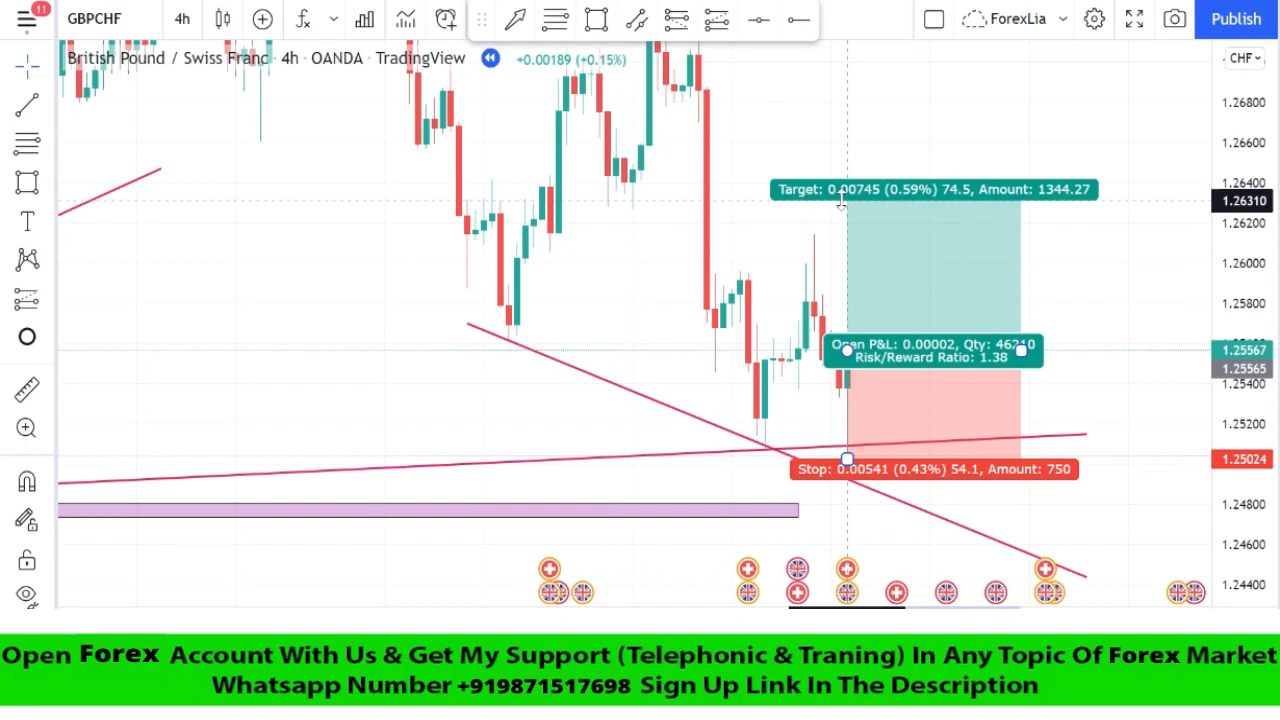 11
GBPCHF
4h
ForexLia
Publish
British Pound / Swiss Franc · 4h · OANDA · TradingView
+0.00189 (+0.15%)
CHF
1.26800
1.26600
1.26400
1.26310
1.26200
1.26000
1.25800
1.25567
1.25565
1.25400
1.25200
1.25024
1.24800
1.24600
1.24400
Target: 0.00745 (0.59%) 74.5, Amount: 1344.27
Open P&L: 0.00002, Qty: 46210
Risk/Reward Ratio: 1.38
Stop: 0.00541 (0.43%) 54.1, Amount: 750
Open Forex Account With Us & Get My Support (Telephonic & Traning) In Any Topic Of Forex Market
Whatsapp Number +919871517698 Sign Up Link In The Description